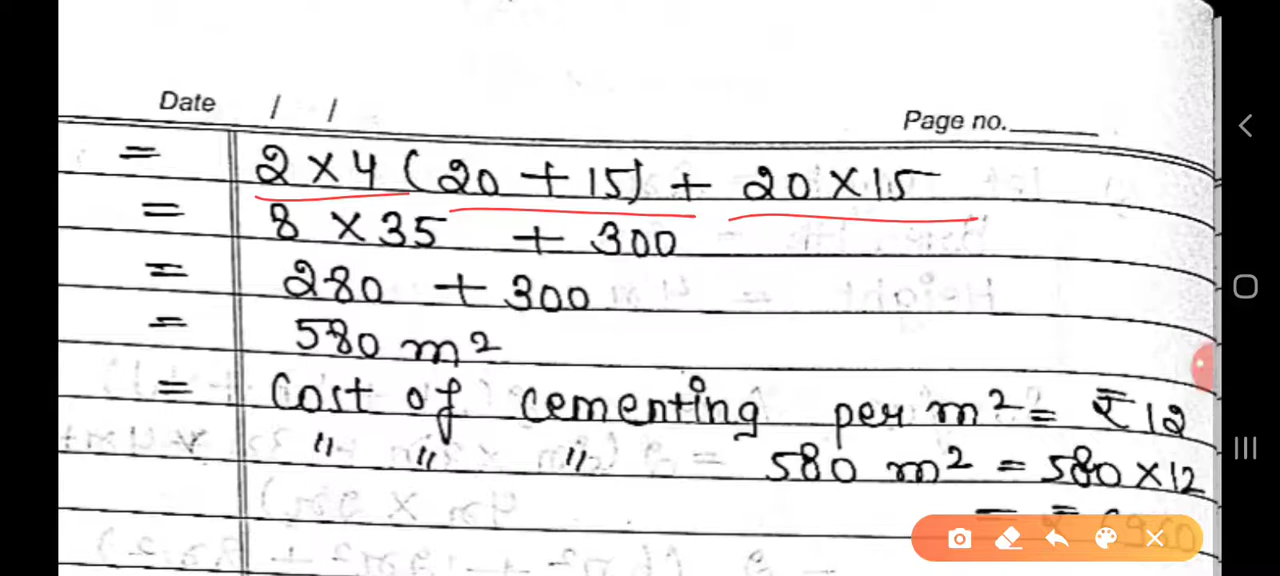 Date / /
Page no.
= 2 × 4 (20 + 15) + 20 × 15
= 8 × 35 + 300
= 280 + 300
= 580 m²
= Cost of cementing per m² = ₹ 12
" " " 580 m² = 580 × 12
= ₹